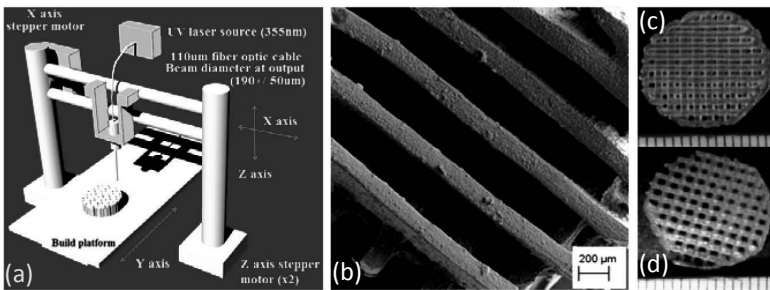 X axis
stepper motor
UV laser source (355nm)
110um fiber optic cable
Beam diameter at output
(190+/ 50um)
X axis
Z axis
Build platform
Y axis
Z axis stepper
motor (x2)
(a)
(b)
200 µm
(c)
(d)